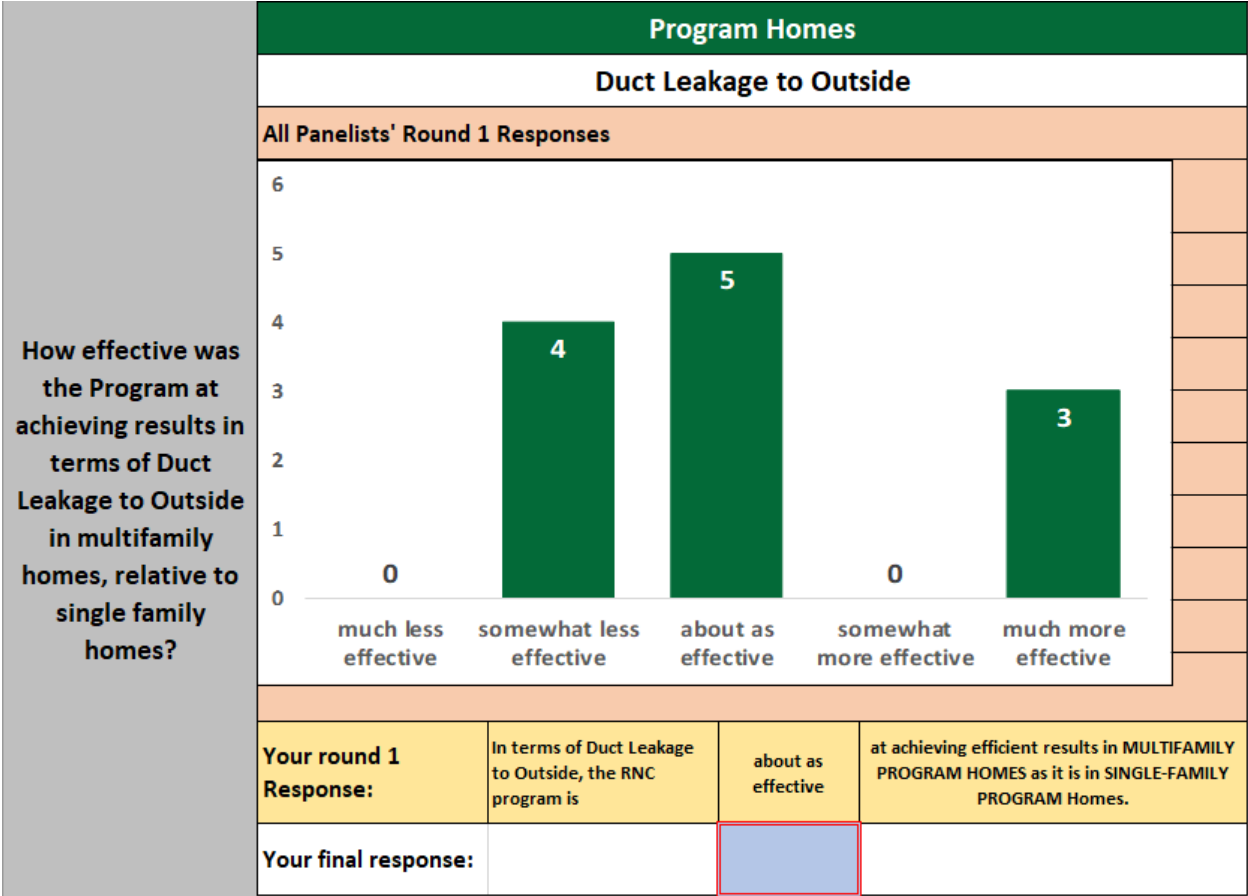 Program Homes
Duct Leakage to Outside
All Panelists' Round 1 Responses
How effective was
the Program at
achieving results in
terms of Duct
Leakage to Outside
in multifamily
homes, relative to
single family
homes?
6
5
4
3
2
1
0
0
4
5
0
3
much less
effective
somewhat less
effective
about as
effective
somewhat
more effective
much more
effective
Your round 1
Response:
In terms of Duct Leakage
to Outside, the RNC
program is
about as
effective
at achieving efficient results in MULTIFAMILY
PROGRAM HOMES as it is in SINGLE-FAMILY
PROGRAM Homes.
Your final response: